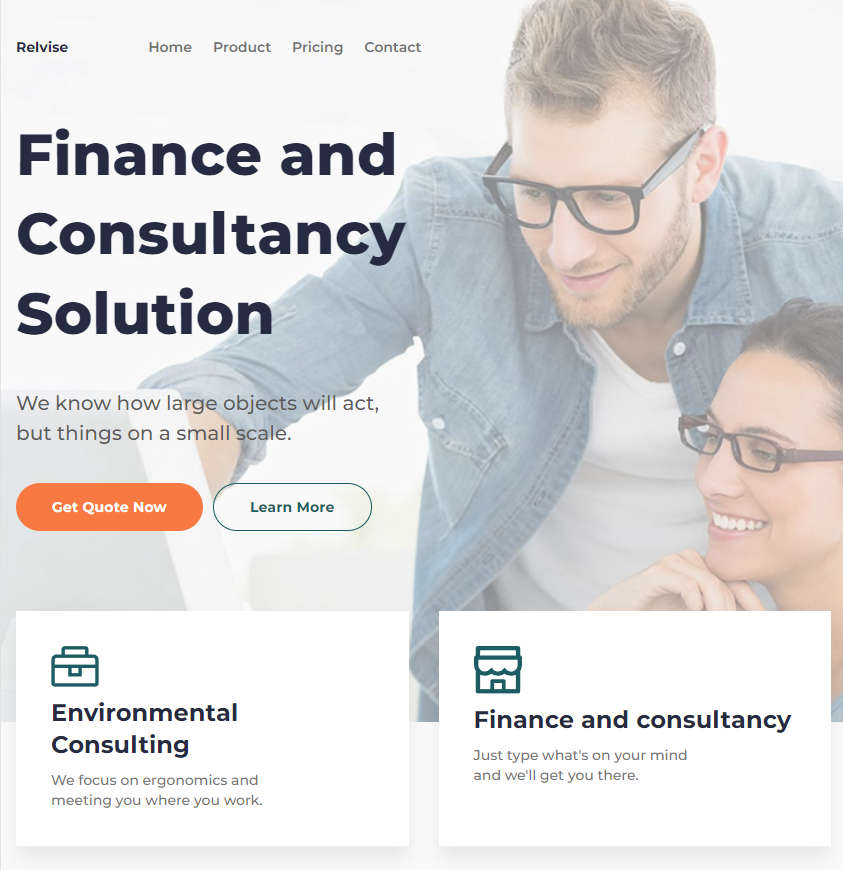 Relvise
Home Product Pricing Contact
Finance and
Consultancy
Solution
We know how large objects will act,
but things on a small scale.
Get Quote Now Learn More
Environmental
Consulting
We focus on ergonomics and
meeting you where you work.
Finance and consultancy
Just type what's on your mind
and we'll get you there.